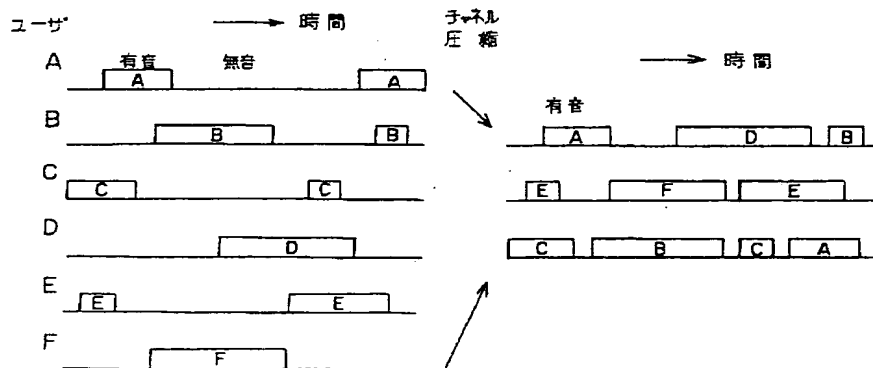 ユーザ → 時間
A 有音 無音
A A
B
B B
C
C C
D
D
E
E E
F
F
チャネル
圧縮
→ 時間
有音
A D B
E F E
C B C A